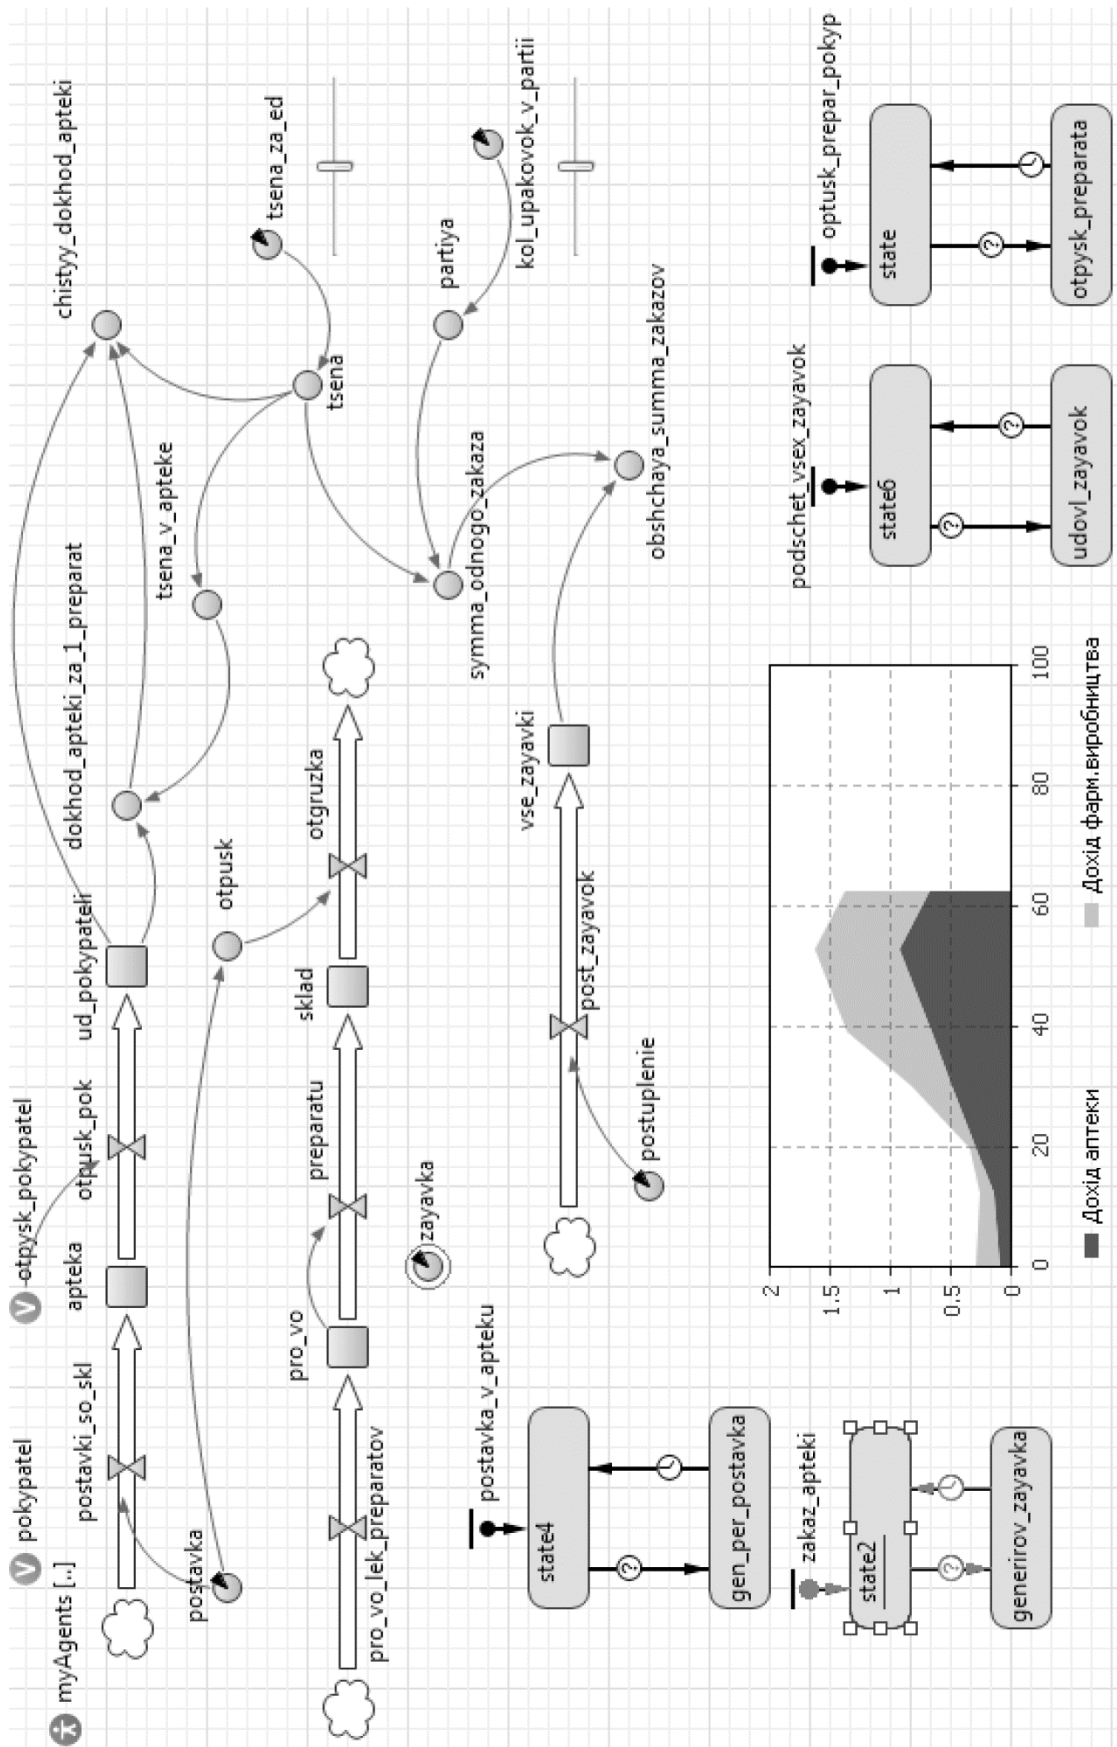 myAgents [..]
V pokypatel
V otpysk_pokypatel
postavki_so_skl
apteka
otpusk_pok
ud_pokypateli
dokhod_apteki_za_1_preparat
chistyy_dokhod_apteki
tsena_v_apteke
tsena_za_ed
postavka
otpusk
tsena
pro_vo_lek_preparatov
pro_vo
preparatu
sklad
otgruzka
zayavka
partiya
symma_odnogo_zakaza
kol_upakovok_v_partii
postavka_v_apteku
state4
gen_per_postavka
post_zayavok
vse_zayavki
postuplenie
obshchaya_summa_zakazov
zakaz_apteki
state2
generirov_zayavka
2
1.5
1
0.5
0
0
20
40
60
80
100
Дохід аптеки
Дохід фарм.виробництва
podschet_vsex_zayavok
state6
udovl_zayavok
optusk_prepar_pokyp
state
otpysk_preparata